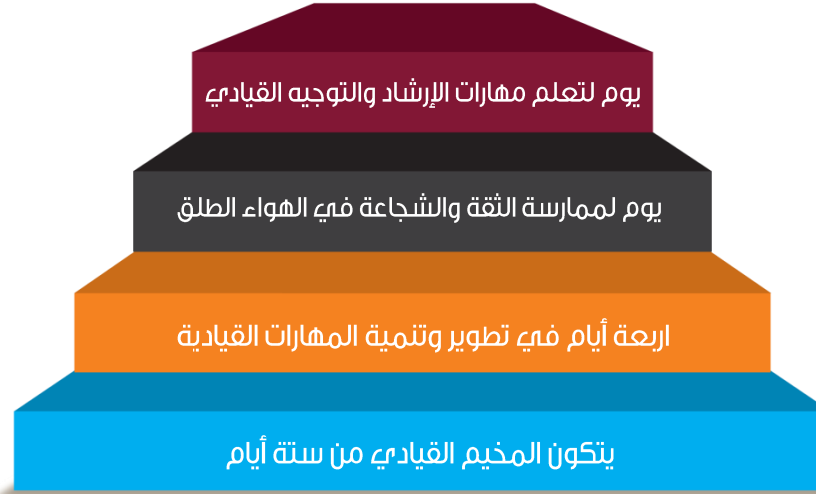 يوم لتعلم مهارات الإرشاد والتوجيه القيادي
يوم لممارسة الثقة والشجاعة في الهواء الطلق
اربعة أيام في تطوير وتنمية المهارات القيادية
يتكون المخيم القيادي من ستة أيام